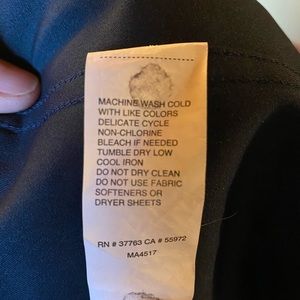 MACHINE WASH COLD
WITH LIKE COLORS
DELICATE CYCLE
NON-CHLORINE
BLEACH IF NEEDED
TUMBLE DRY LOW
COOL IRON
DO NOT DRY CLEAN
DO NOT USE FABRIC
SOFTENERS OR
DRYER SHEETS
RN # 37763 CA # 55972
MA4517